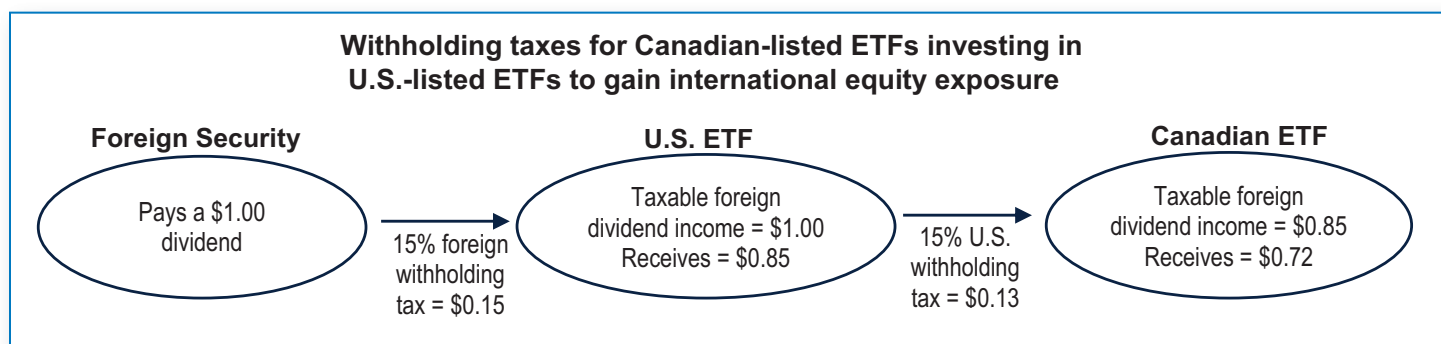 Withholding taxes for Canadian-listed ETFs investing in
U.S.-listed ETFs to gain international equity exposure
Foreign Security
Pays a $1.00
dividend
15% foreign
withholding
tax = $0.15
U.S. ETF
Taxable foreign
dividend income = $1.00
Receives = $0.85
15% U.S.
withholding
tax = $0.13
Canadian ETF
Taxable foreign
dividend income = $0.85
Receives = $0.72